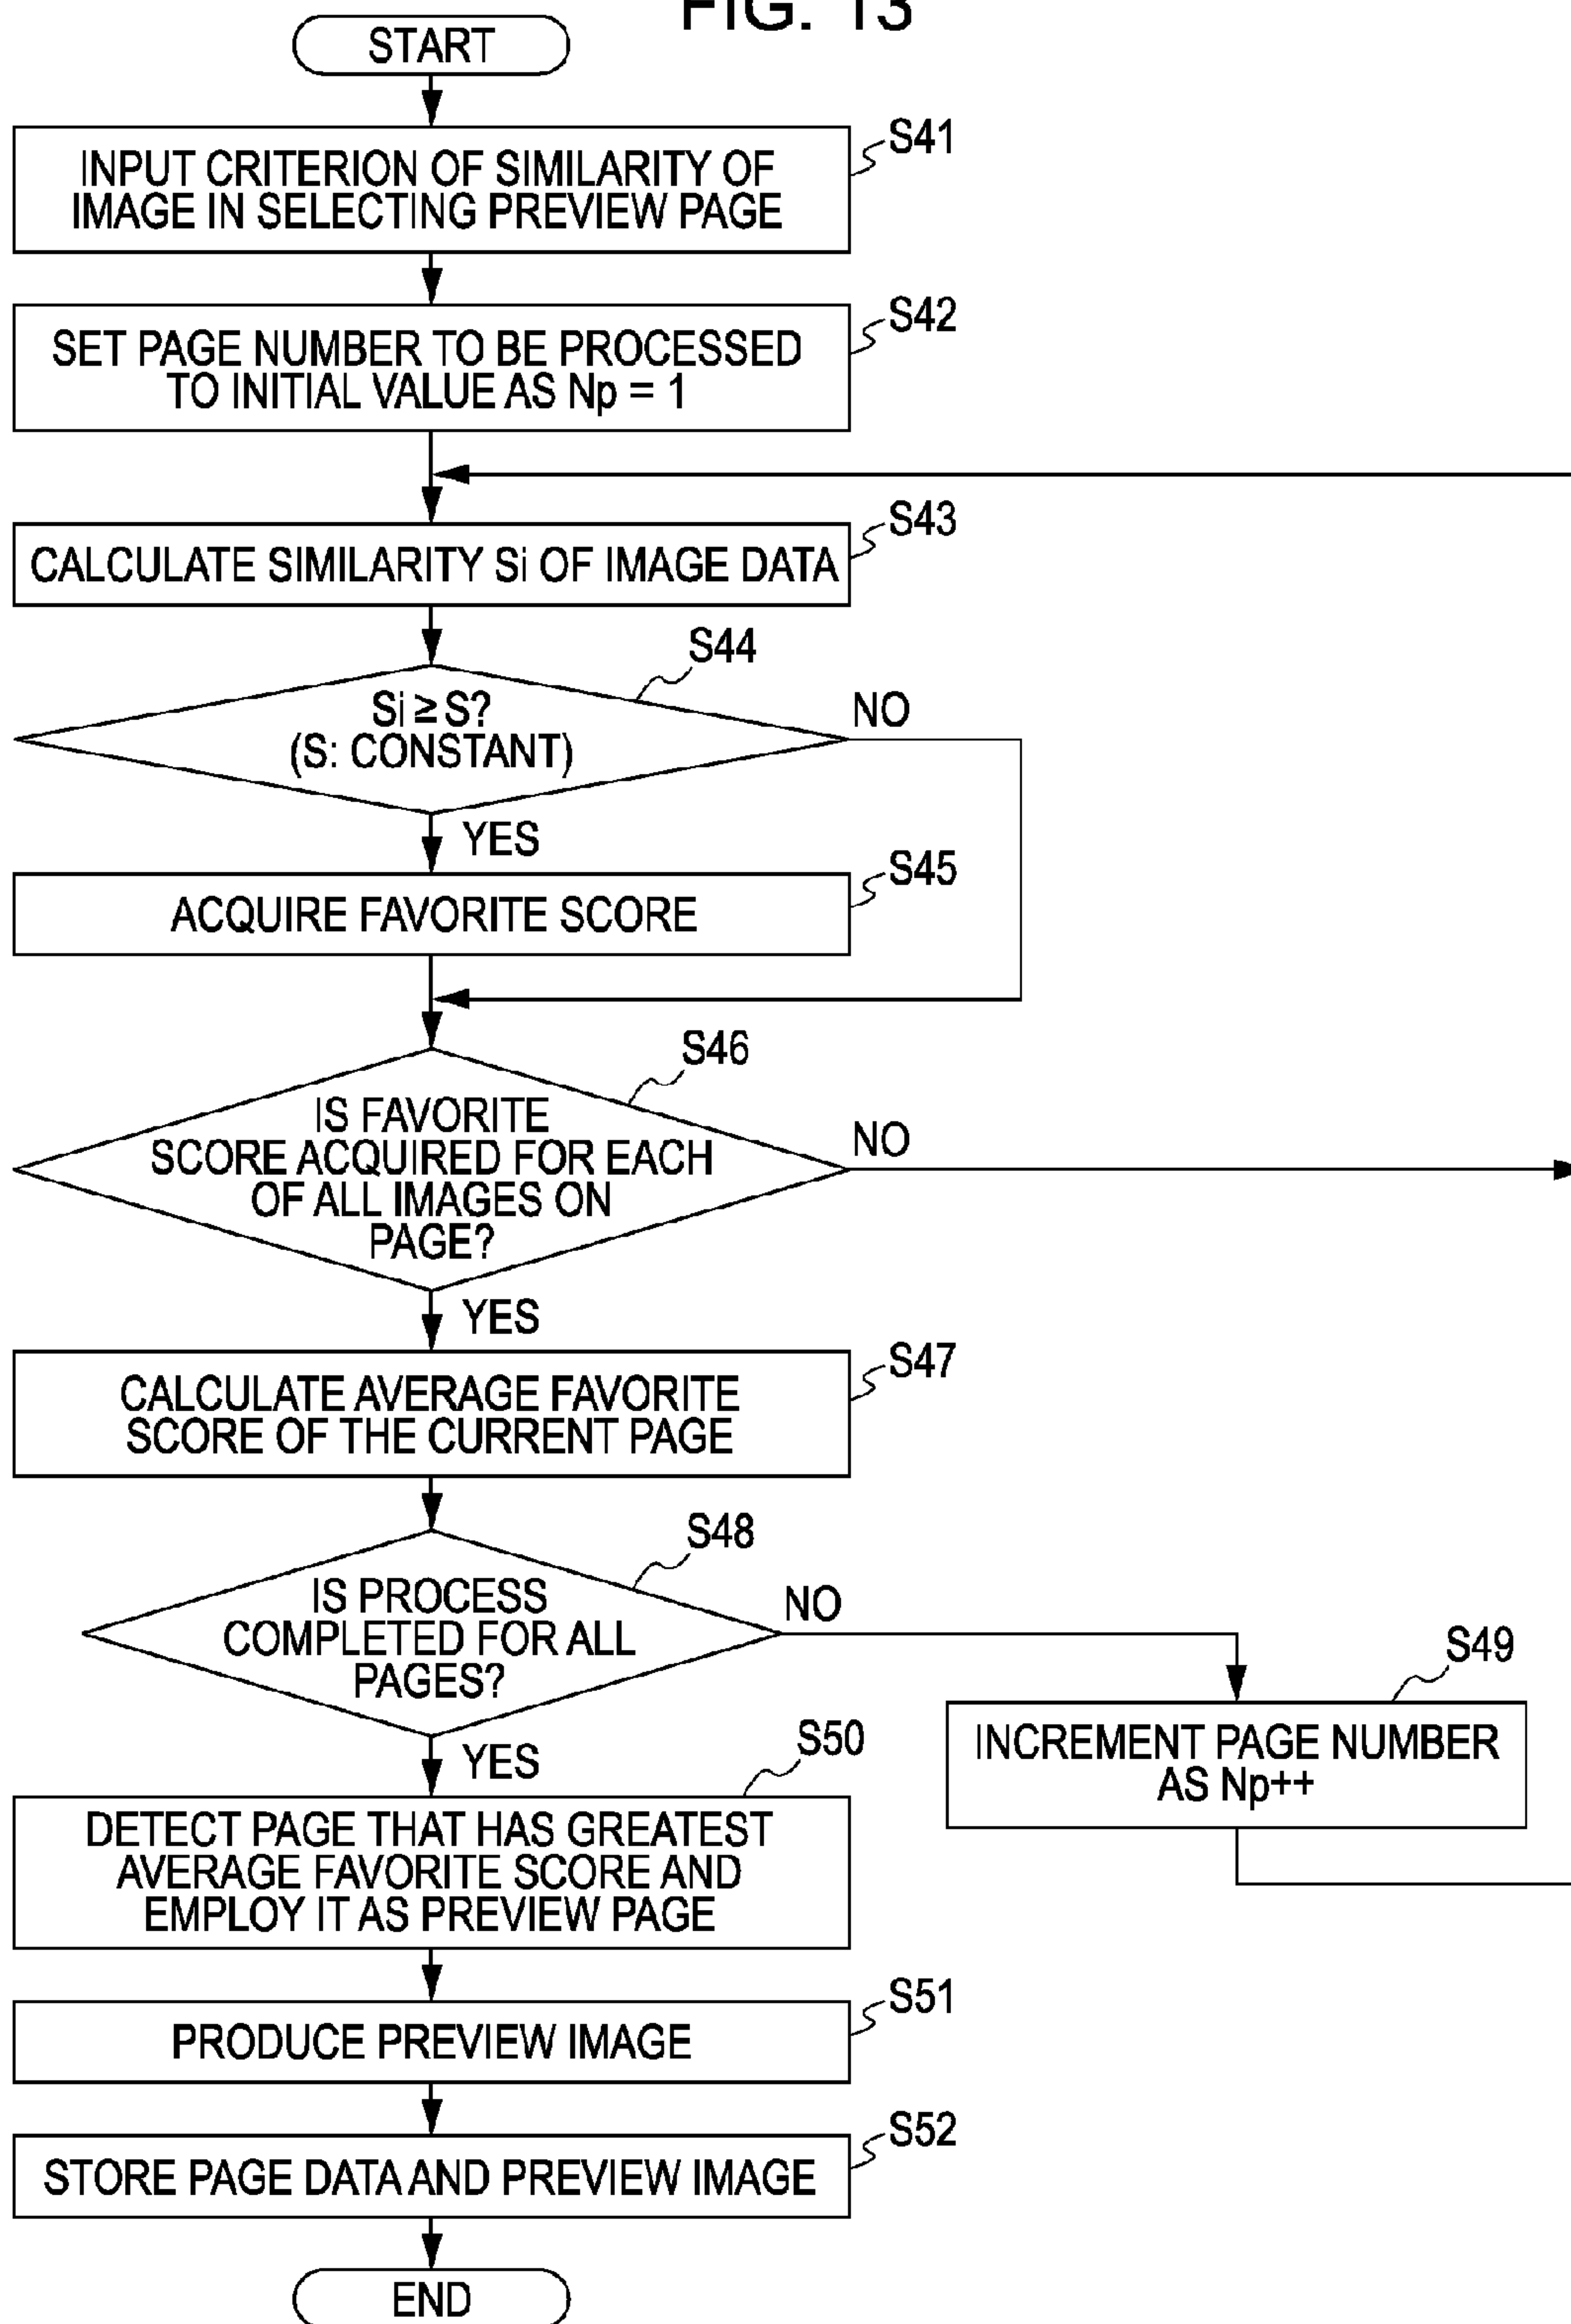 FIG. 13
START
S41
INPUT CRITERION OF SIMILARITY OF
IMAGE IN SELECTING PREVIEW PAGE
S42
SET PAGE NUMBER TO BE PROCESSED
TO INITIAL VALUE AS Np = 1
S43
CALCULATE SIMILARITY Si OF IMAGE DATA
S44
Si ≥ S?
(S: CONSTANT)
NO
YES
S45
ACQUIRE FAVORITE SCORE
S46
IS FAVORITE
SCORE ACQUIRED FOR EACH
OF ALL IMAGES ON
PAGE?
NO
YES
S47
CALCULATE AVERAGE FAVORITE
SCORE OF THE CURRENT PAGE
S48
IS PROCESS
COMPLETED FOR ALL
PAGES?
NO
S49
INCREMENT PAGE NUMBER
AS Np++
YES
S50
DETECT PAGE THAT HAS GREATEST
AVERAGE FAVORITE SCORE AND
EMPLOY IT AS PREVIEW PAGE
S51
PRODUCE PREVIEW IMAGE
S52
STORE PAGE DATA AND PREVIEW IMAGE
END